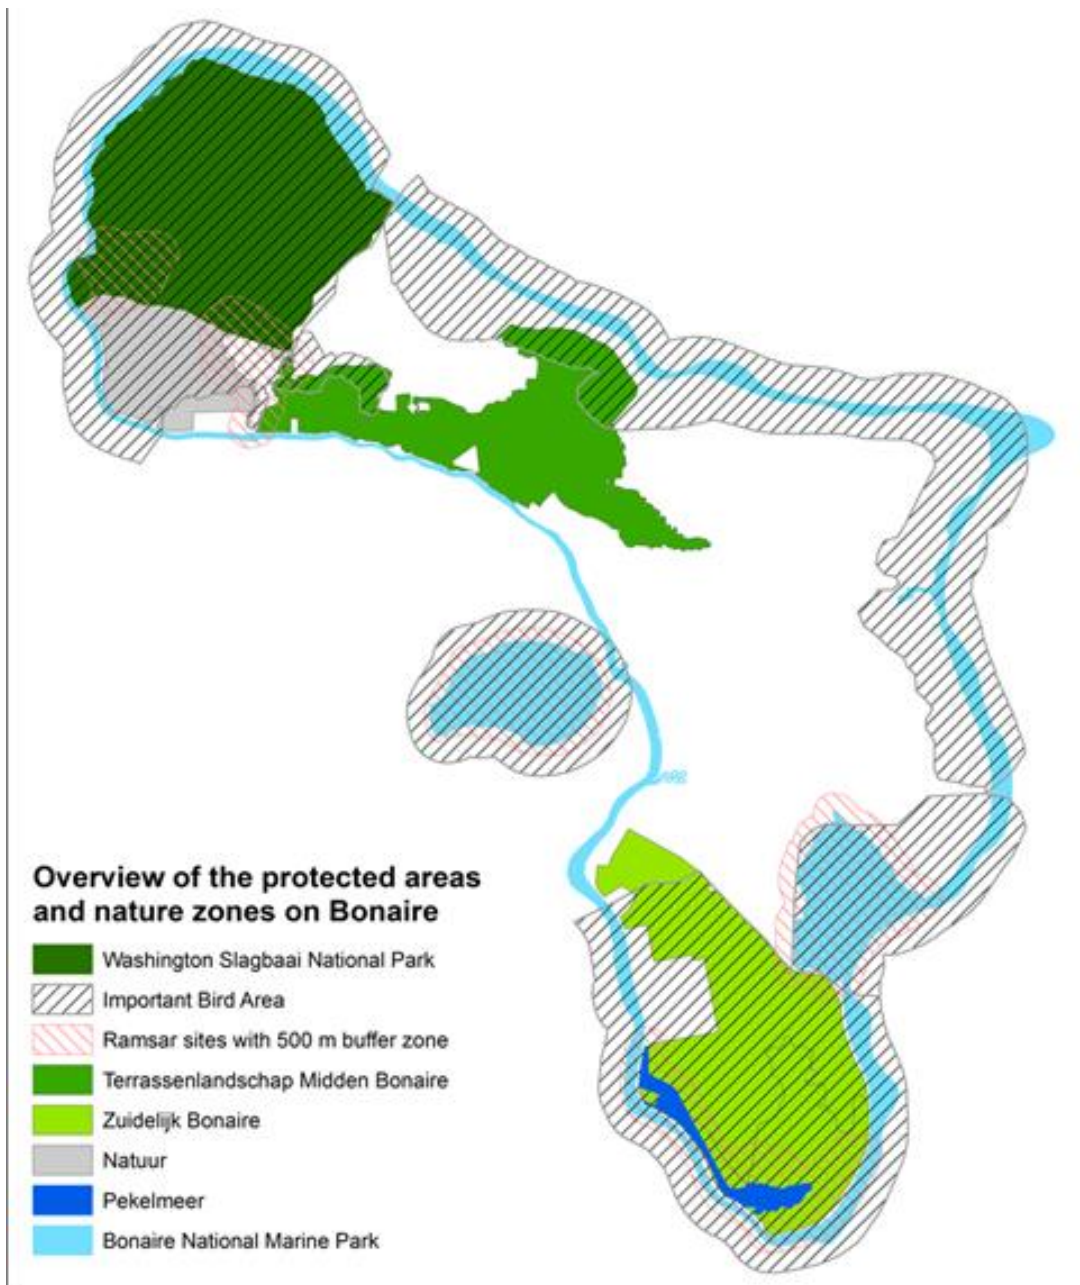 Overview of the protected areas
and nature zones on Bonaire
Washington Slagbaai National Park
Important Bird Area
Ramsar sites with 500 m buffer zone
Terrassenlandschap Midden Bonaire
Zuidelijk Bonaire
Natuur
Pekelmeer
Bonaire National Marine Park